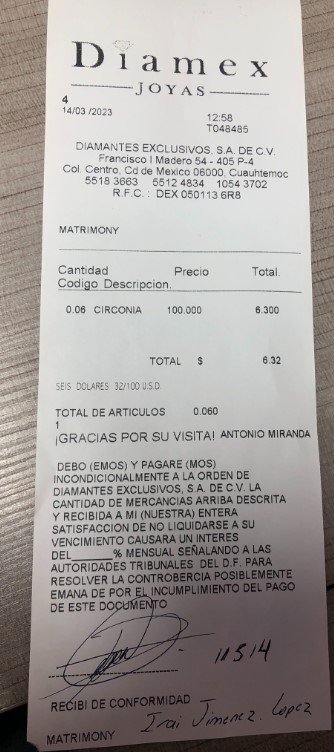 Diamex
JOYAS
4
14/03 /2023
12:58
T048485
DIAMANTES EXCLUSIVOS, S.A. DE C.V.
Francisco I Madero 54 - 405 P-4
Col. Centro, Cd de Mexico 06000, Cuauhtemoc
5518 3663 5512 4834 1054 3702
R.F.C. : DEX 050113 6R8
MATRIMONY
Cantidad Precio Total.
Codigo Descripcion.
0.06 CIRCONIA 100.000 6.300
TOTAL $ 6.32
SEIS DOLARES 32/100 U.S.D.
TOTAL DE ARTICULOS 0.060
1
¡GRACIAS POR SU VISITA! ANTONIO MIRANDA
DEBO (EMOS) Y PAGARE (MOS)
INCONDICIONALMENTE A LA ORDEN DE
DIAMANTES EXCLUSIVOS, S.A. DE C.V. LA
CANTIDAD DE MERCANCIAS ARRIBA DESCRITA
Y RECIBIDA A MI (NUESTRA) ENTERA
SATISFACCION DE NO LIQUIDARSE A SU
VENCIMIENTO CAUSARA UN INTERES
DEL______% MENSUAL SEÑALANDO A LAS
AUTORIDADES TRIBUNALES DEL D.F. PARA
RESOLVER LA CONTROBERCIA POSIBLEMENTE
EMANA DE POR EL INCUMPLIMIENTO DEL PAGO
DE ESTE DOCUMENTO
11514
RECIBI DE CONFORMIDAD
Irai Jimenez. Lopez
MATRIMONY